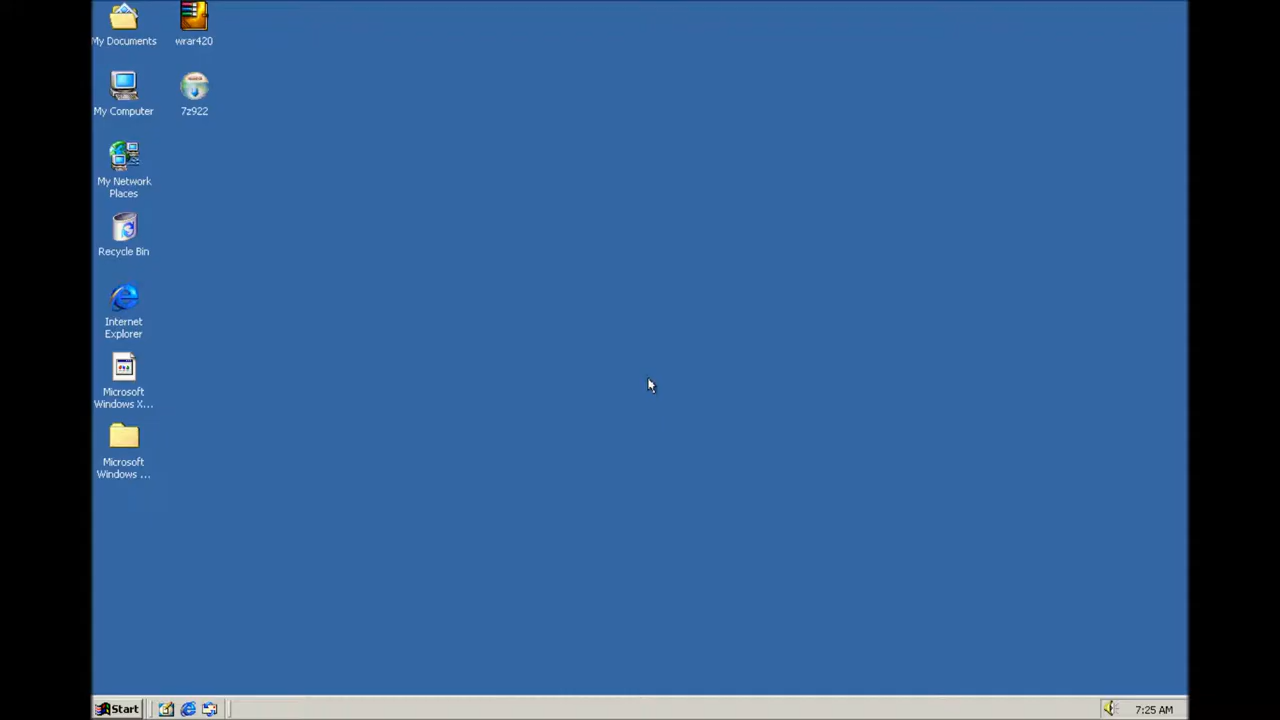 My Documents
wrar420
My Computer
7z922
My Network
Places
Recycle Bin
Internet
Explorer
Microsoft
Windows X...
Microsoft
Windows ...
Start
7:25 AM